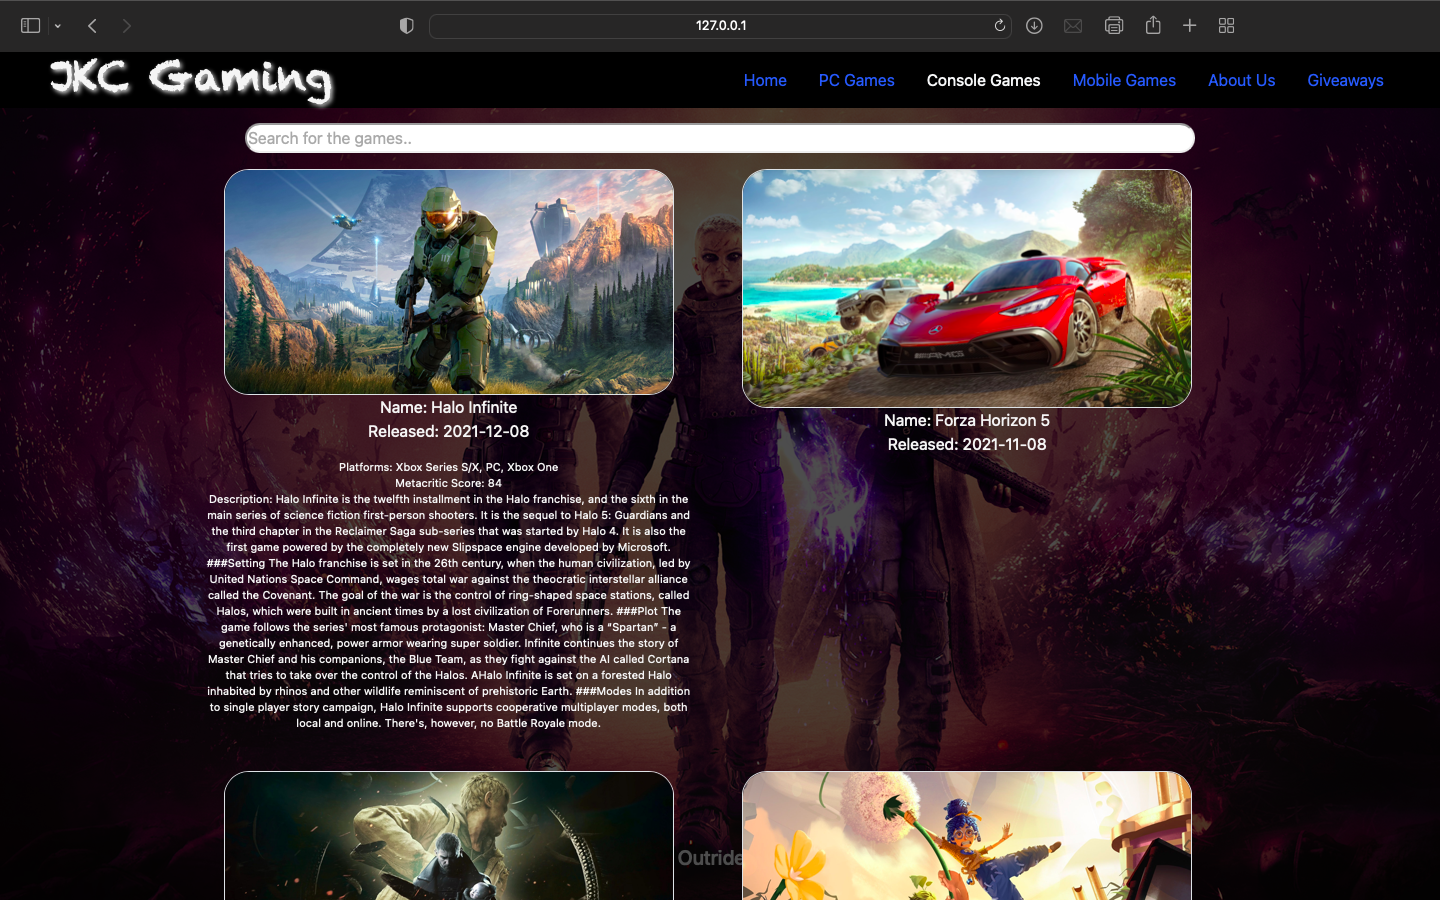 127.0.0.1
JKC Gaming
Home
PC Games
Console Games
Mobile Games
About Us
Giveaways
Search for the games..
Name: Halo Infinite
Released: 2021-12-08
Platforms: Xbox Series S/X, PC, Xbox One
Metacritic Score: 84
Description: Halo Infinite is the twelfth installment in the Halo franchise, and the sixth in the
main series of science fiction first-person shooters. It is the sequel to Halo 5: Guardians and
the third chapter in the Reclaimer Saga sub-series that was started by Halo 4. It is also the
first game powered by the completely new Slipspace engine developed by Microsoft.
###Setting The Halo franchise is set in the 26th century, when the human civilization, led by
United Nations Space Command, wages total war against the theocratic interstellar alliance
called the Covenant. The goal of the war is the control of ring-shaped space stations, called
Halos, which were built in ancient times by a lost civilization of Forerunners. ###Plot The
game follows the series' most famous protagonist: Master Chief, who is a “Spartan” - a
genetically enhanced, power armor wearing super soldier. Infinite continues the story of
Master Chief and his companions, the Blue Team, as they fight against the AI called Cortana
that tries to take over the control of the Halos. AHalo Infinite is set on a forested Halo
inhabited by rhinos and other wildlife reminiscent of prehistoric Earth. ###Modes In addition
to single player story campaign, Halo Infinite supports cooperative multiplayer modes, both
local and online. There's, however, no Battle Royale mode.
AMG
Name: Forza Horizon 5
Released: 2021-11-08
Outride